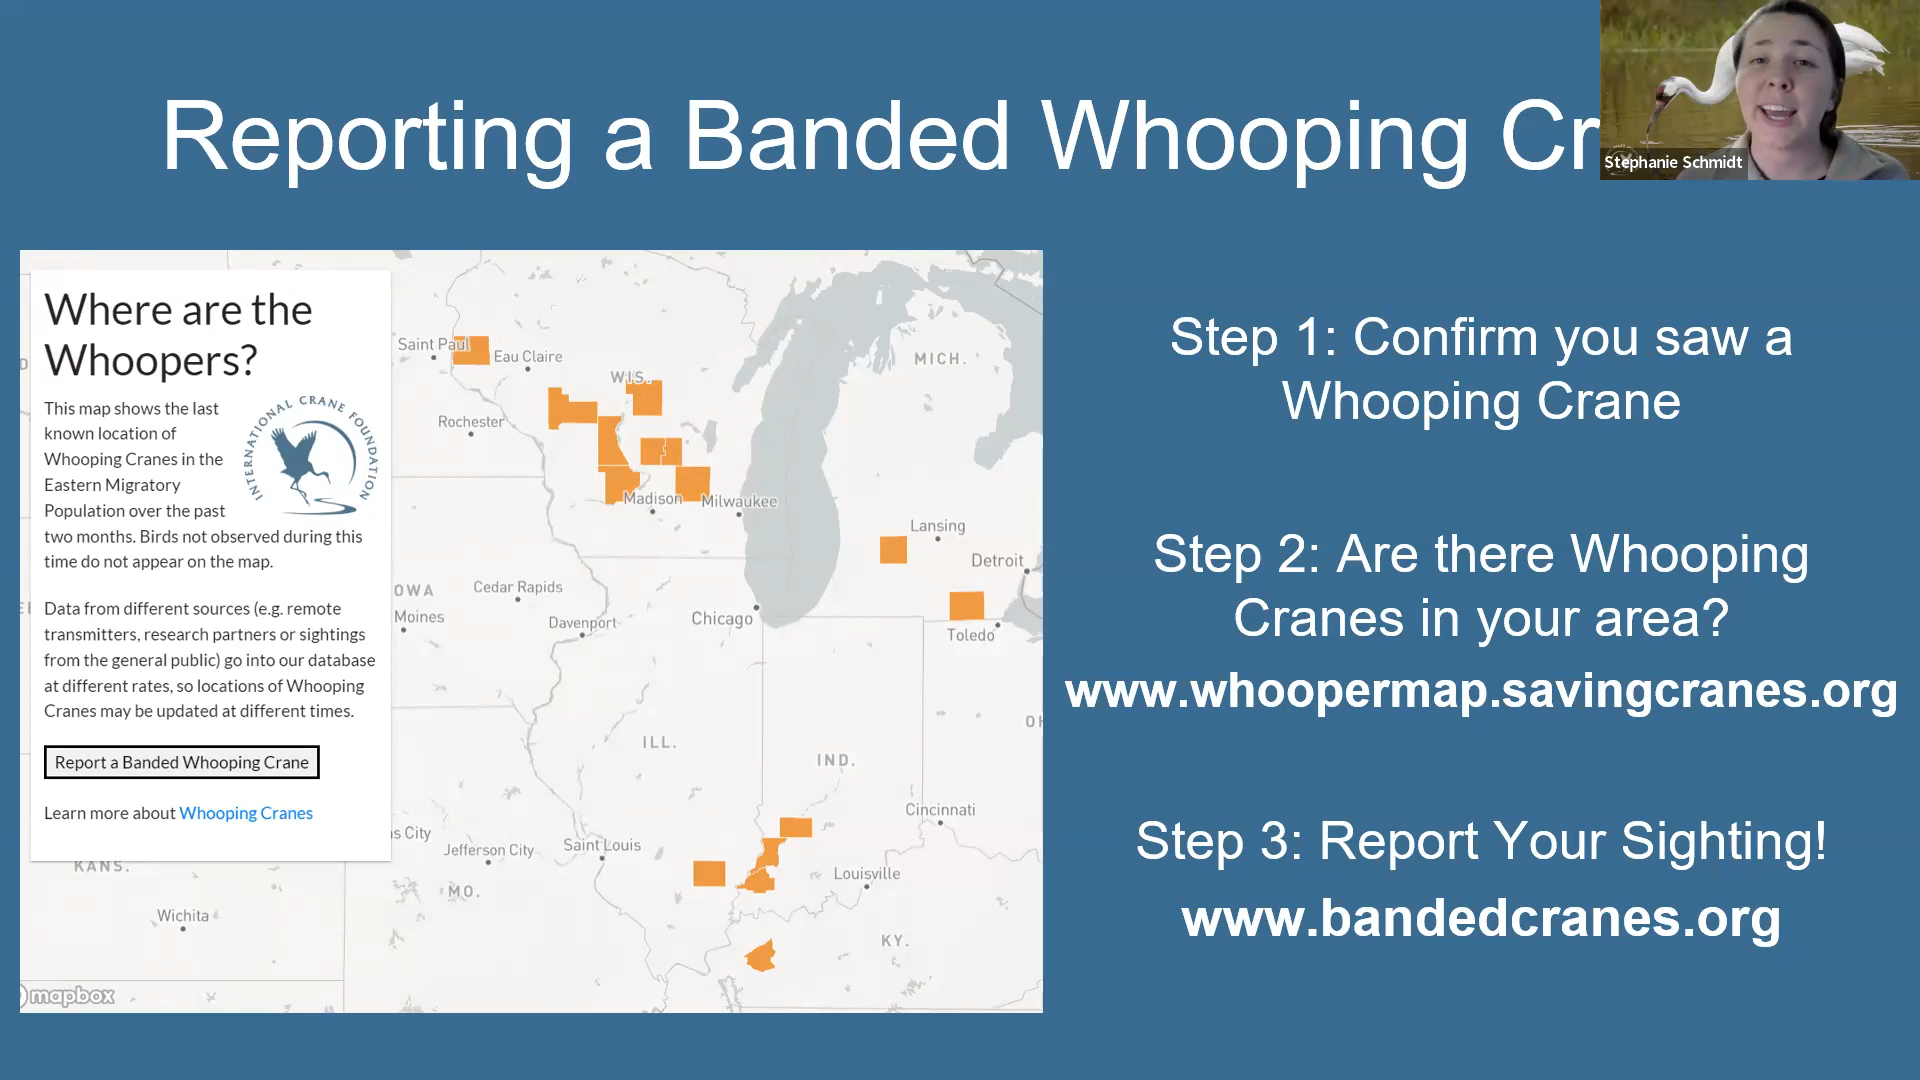 Reporting a Banded Whooping Cr
Stephanie Schmidt
Where are the
Whoopers?
This map shows the last
known location of
Whooping Cranes in the
Eastern Migratory
Population over the past
two months. Birds not observed during this
time do not appear on the map.
INTERNATIONAL CRANE FOUNDATION
Data from different sources (e.g. remote
transmitters, research partners or sightings
from the general public) go into our database
at different rates, so locations of Whooping
Cranes may be updated at different times.
Report a Banded Whooping Crane
Learn more about Whooping Cranes
Saint Paul
Eau Claire
WIS.
MICH.
Rochester
Madison
Milwaukee
Lansing
Detroit
OWA
Cedar Rapids
Moines
Davenport
Chicago
Toledo
ILL.
IND.
OH
Cincinnati
as City
Jefferson City
Saint Louis
Louisville
KANS.
MO.
Wichita
KY.
mapbox
Step 1: Confirm you saw a
Whooping Crane
Step 2: Are there Whooping
Cranes in your area?
www.whoopermap.savingcranes.org
Step 3: Report Your Sighting!
www.bandedcranes.org